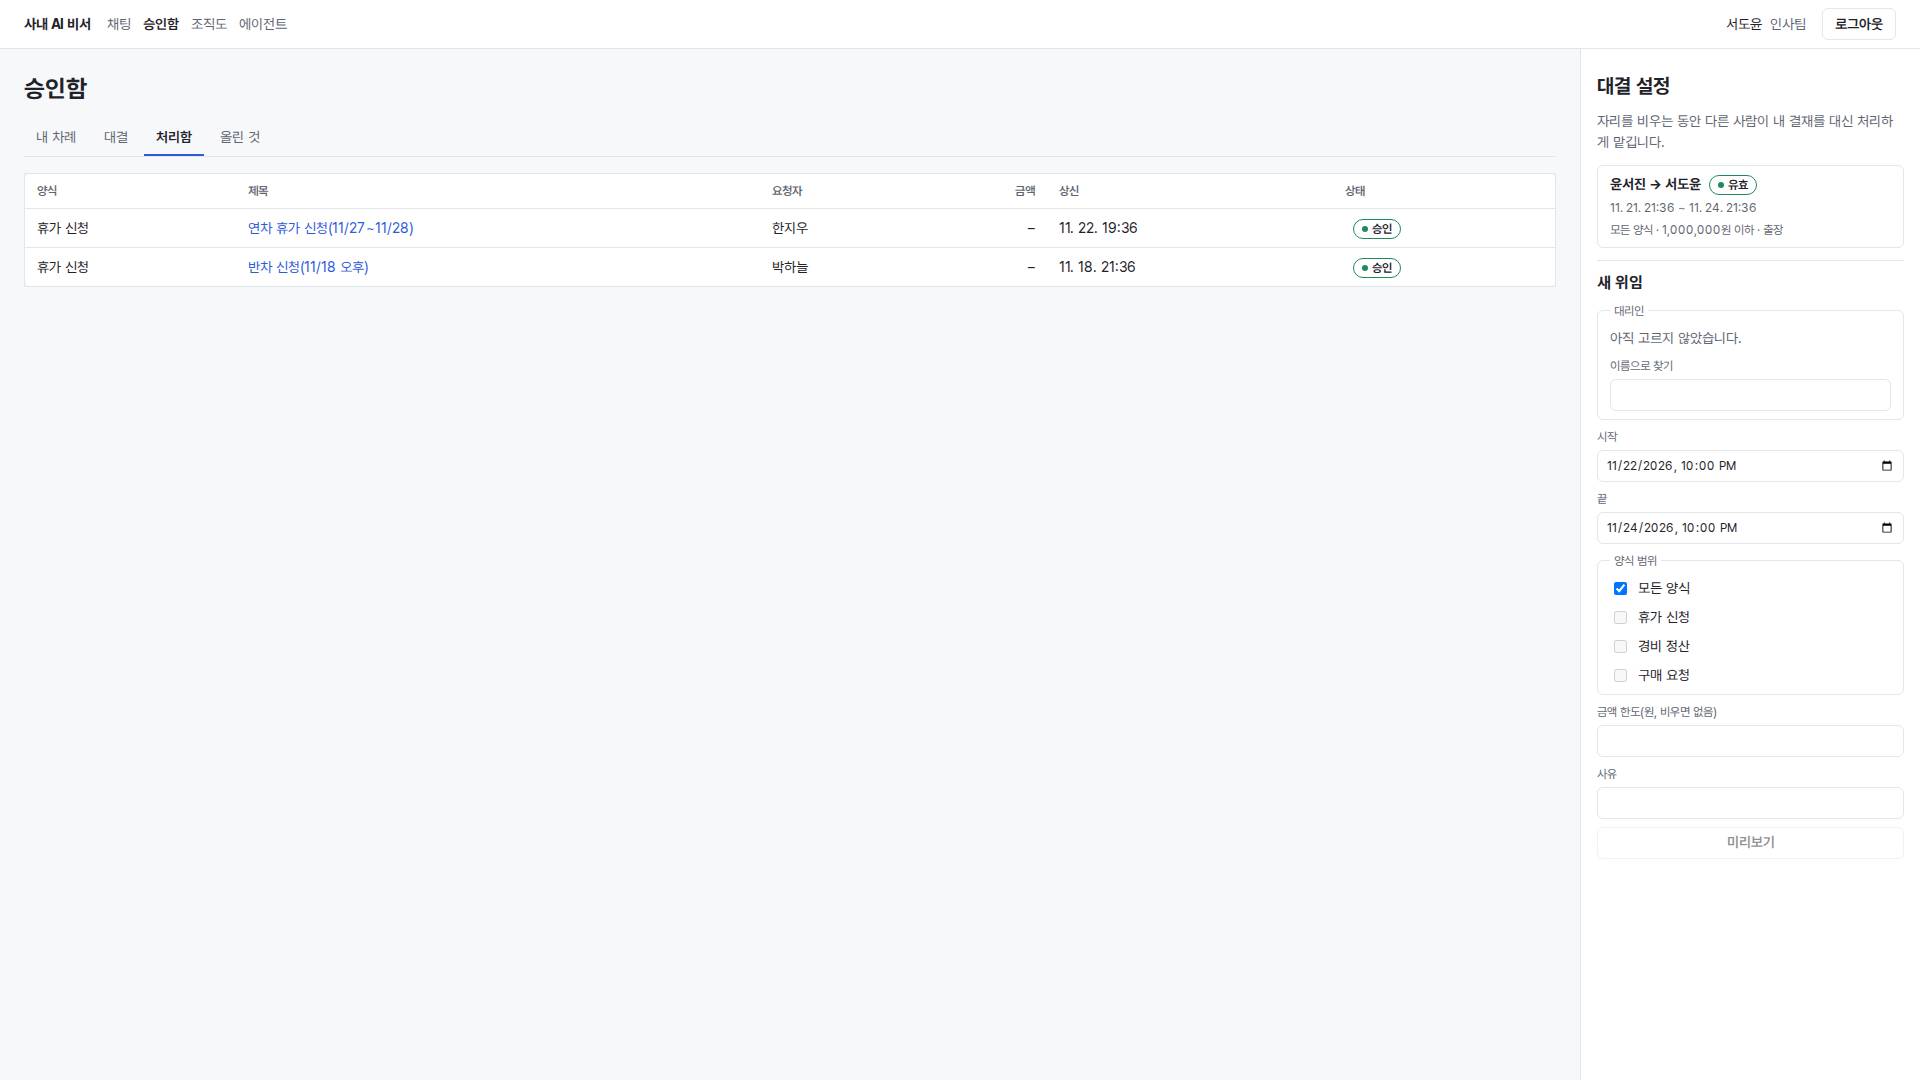 사내 AI 비서 채팅 승인함 조직도 에이전트 서도윤 인사팀 로그아웃
승인함
내 차례 대결 처리함 올린 것
양식 제목 요청자 금액 상신 상태
휴가 신청 연차 휴가 신청(11/27~11/28) 한지우 – 11. 22. 19:36 승인
휴가 신청 반차 신청(11/18 오후) 박하늘 – 11. 18. 21:36 승인
대결 설정
자리를 비우는 동안 다른 사람이 내 결재를 대신 처리하
게 맡깁니다.
윤서진 → 서도윤 유효
11. 21. 21:36 – 11. 24. 21:36
모든 양식 · 1,000,000원 이하 · 출장
새 위임
대리인
아직 고르지 않았습니다.
이름으로 찾기
시작
11/22/2026, 10:00 PM
끝
11/24/2026, 10:00 PM
양식 범위
모든 양식
휴가 신청
경비 정산
구매 요청
금액 한도(원, 비우면 없음)
사유
미리보기